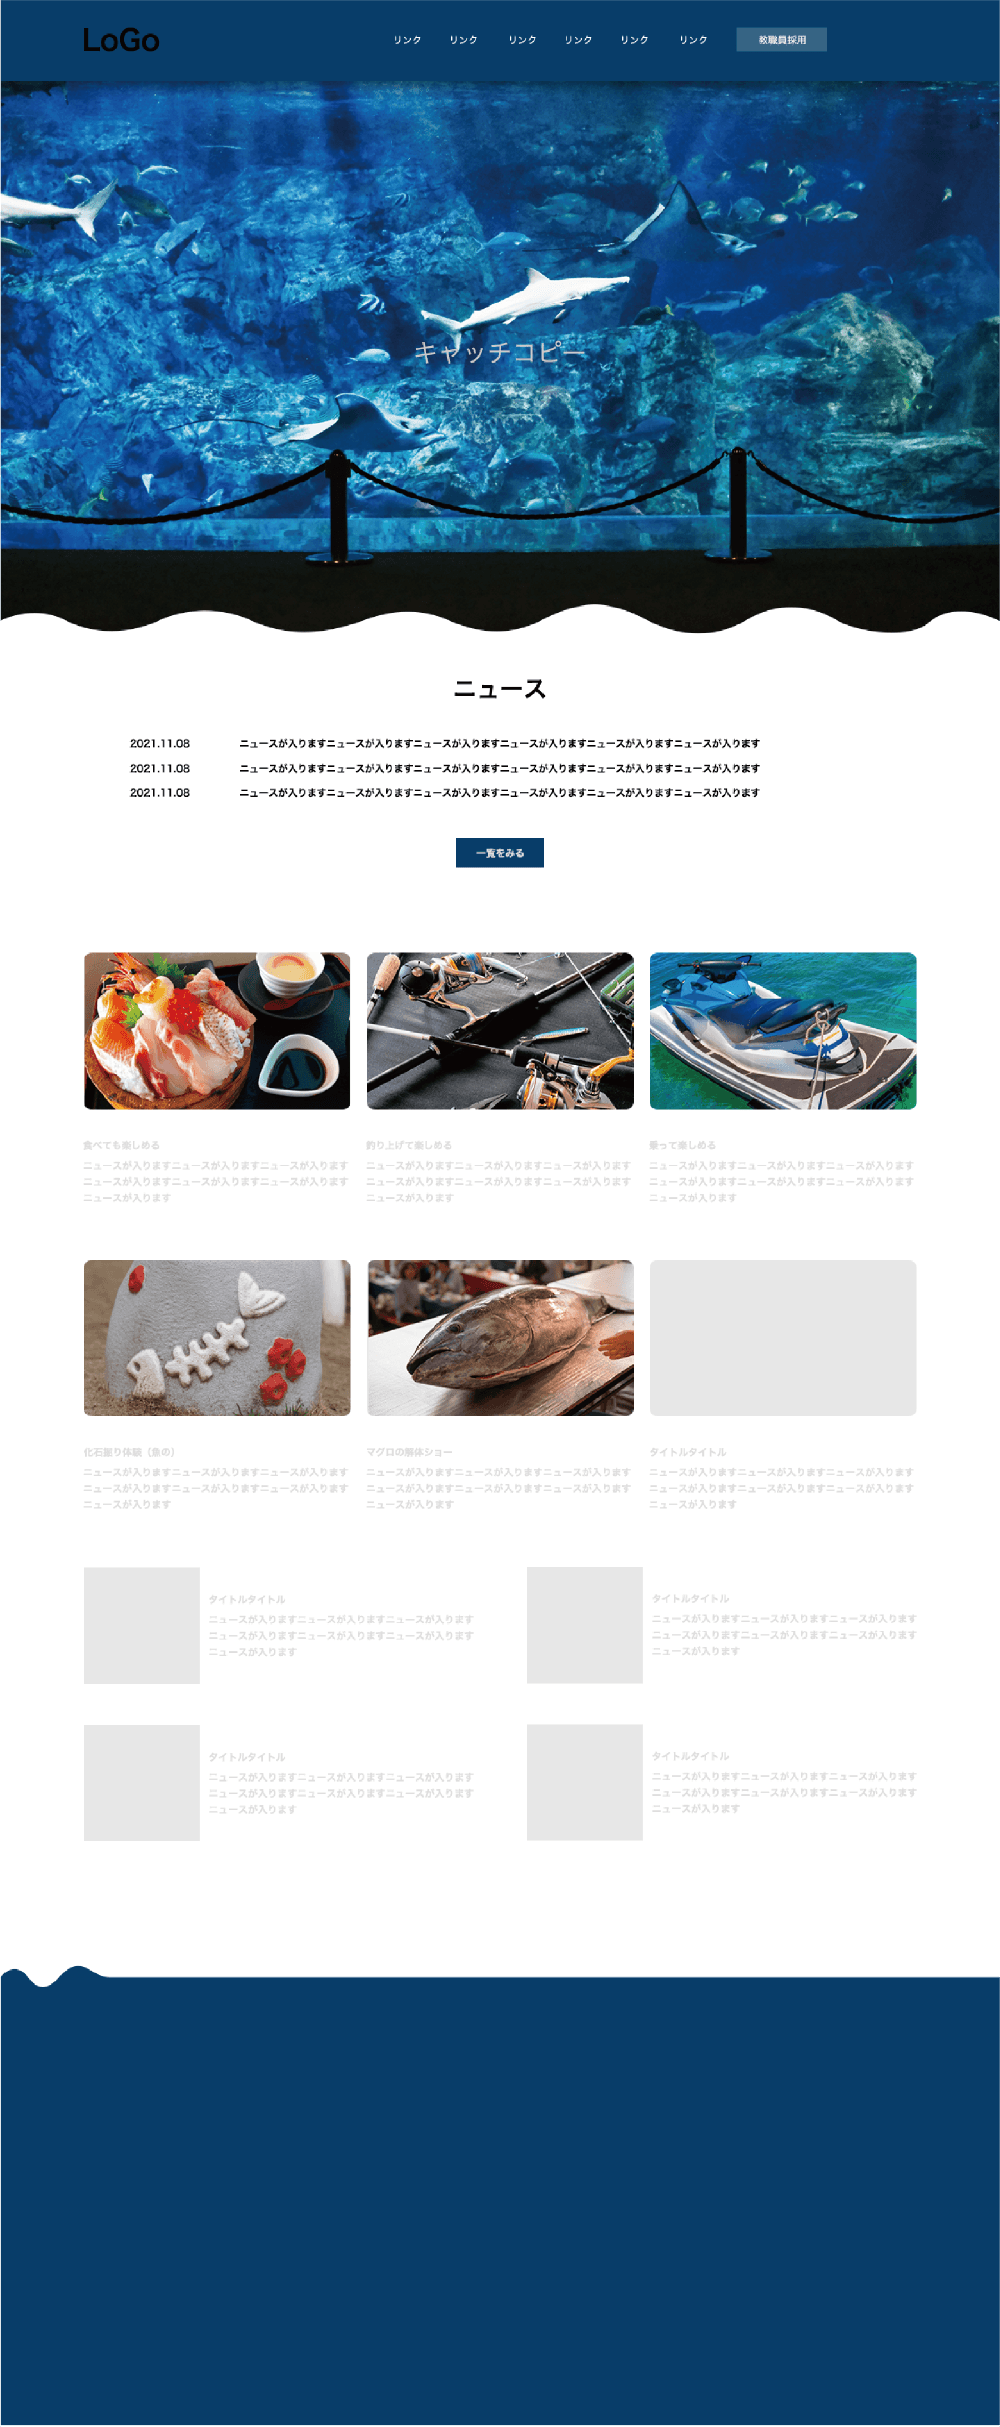 LoGo
リンク リンク リンク リンク リンク リンク 教職員採用
キャッチコピー
ニュース
2021.11.08 ニュースが入りますニュースが入りますニュースが入りますニュースが入りますニュースが入りますニュースが入ります
2021.11.08 ニュースが入りますニュースが入りますニュースが入りますニュースが入りますニュースが入りますニュースが入ります
2021.11.08 ニュースが入りますニュースが入りますニュースが入りますニュースが入りますニュースが入りますニュースが入ります
一覧をみる
食べても楽しめる
ニュースが入りますニュースが入りますニュースが入ります
ニュースが入りますニュースが入りますニュースが入ります
ニュースが入ります
釣り上げて楽しめる
ニュースが入りますニュースが入りますニュースが入ります
ニュースが入りますニュースが入りますニュースが入ります
ニュースが入ります
乗って楽しめる
ニュースが入りますニュースが入りますニュースが入ります
ニュースが入りますニュースが入りますニュースが入ります
ニュースが入ります
化石掘り体験（魚の）
ニュースが入りますニュースが入りますニュースが入ります
ニュースが入りますニュースが入りますニュースが入ります
ニュースが入ります
マグロの解体ショー
ニュースが入りますニュースが入りますニュースが入ります
ニュースが入りますニュースが入りますニュースが入ります
ニュースが入ります
タイトルタイトル
ニュースが入りますニュースが入りますニュースが入ります
ニュースが入りますニュースが入りますニュースが入ります
ニュースが入ります
タイトルタイトル
ニュースが入りますニュースが入りますニュースが入ります
ニュースが入りますニュースが入りますニュースが入ります
ニュースが入ります
タイトルタイトル
ニュースが入りますニュースが入りますニュースが入ります
ニュースが入りますニュースが入りますニュースが入ります
ニュースが入ります
タイトルタイトル
ニュースが入りますニュースが入りますニュースが入ります
ニュースが入りますニュースが入りますニュースが入ります
ニュースが入ります
タイトルタイトル
ニュースが入りますニュースが入りますニュースが入ります
ニュースが入りますニュースが入りますニュースが入ります
ニュースが入ります